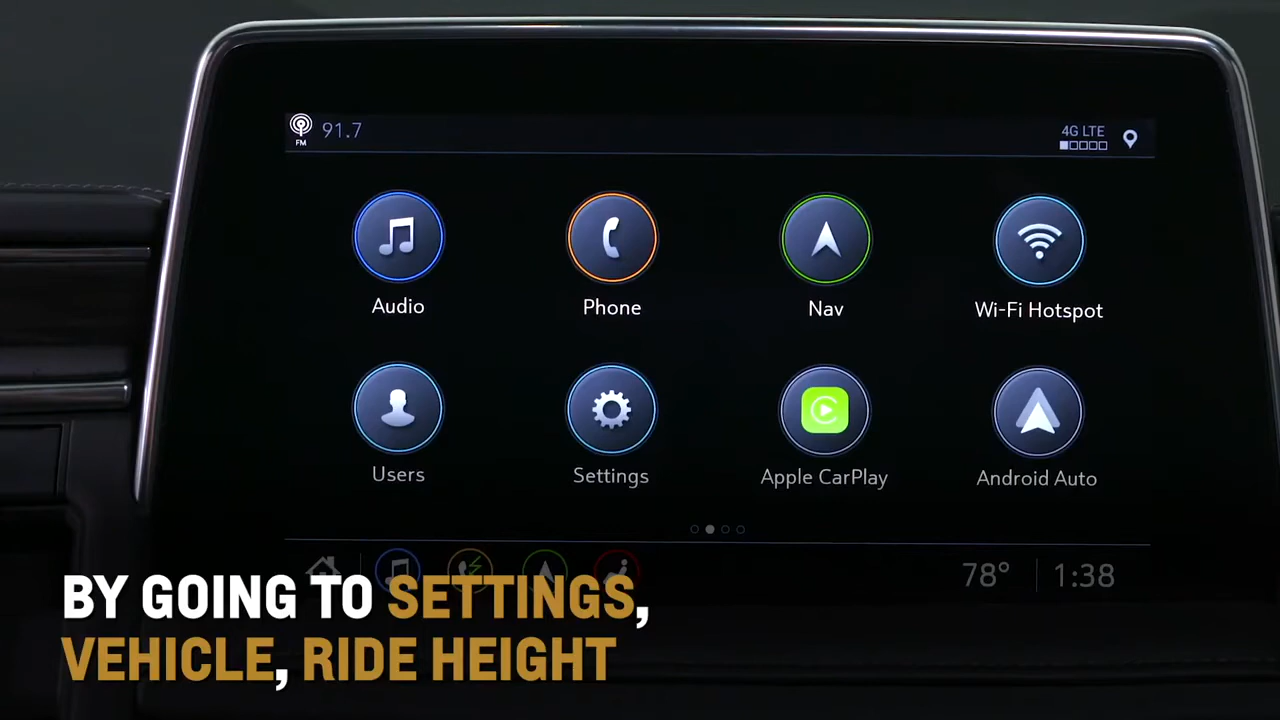 FM 91.7 4G LTE
Audio Phone Nav Wi-Fi Hotspot
Users Settings Apple CarPlay Android Auto
78° 1:38
BY GOING TO SETTINGS,
VEHICLE, RIDE HEIGHT